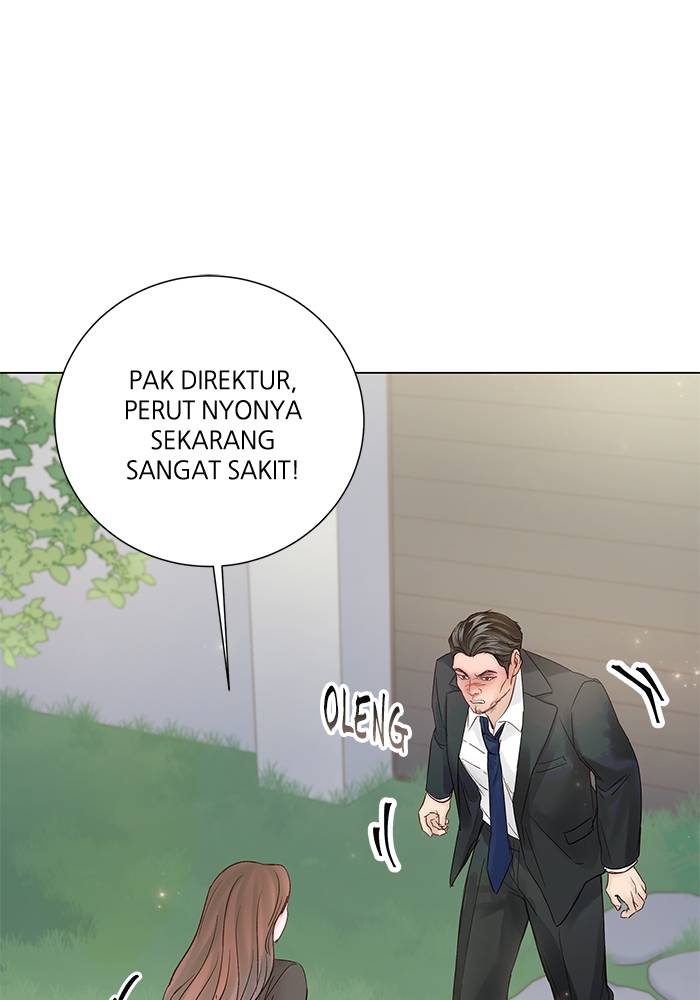 PAK DIREKTUR,
PERUT NYONYA
SEKARANG
SANGAT SAKIT!
OLENG